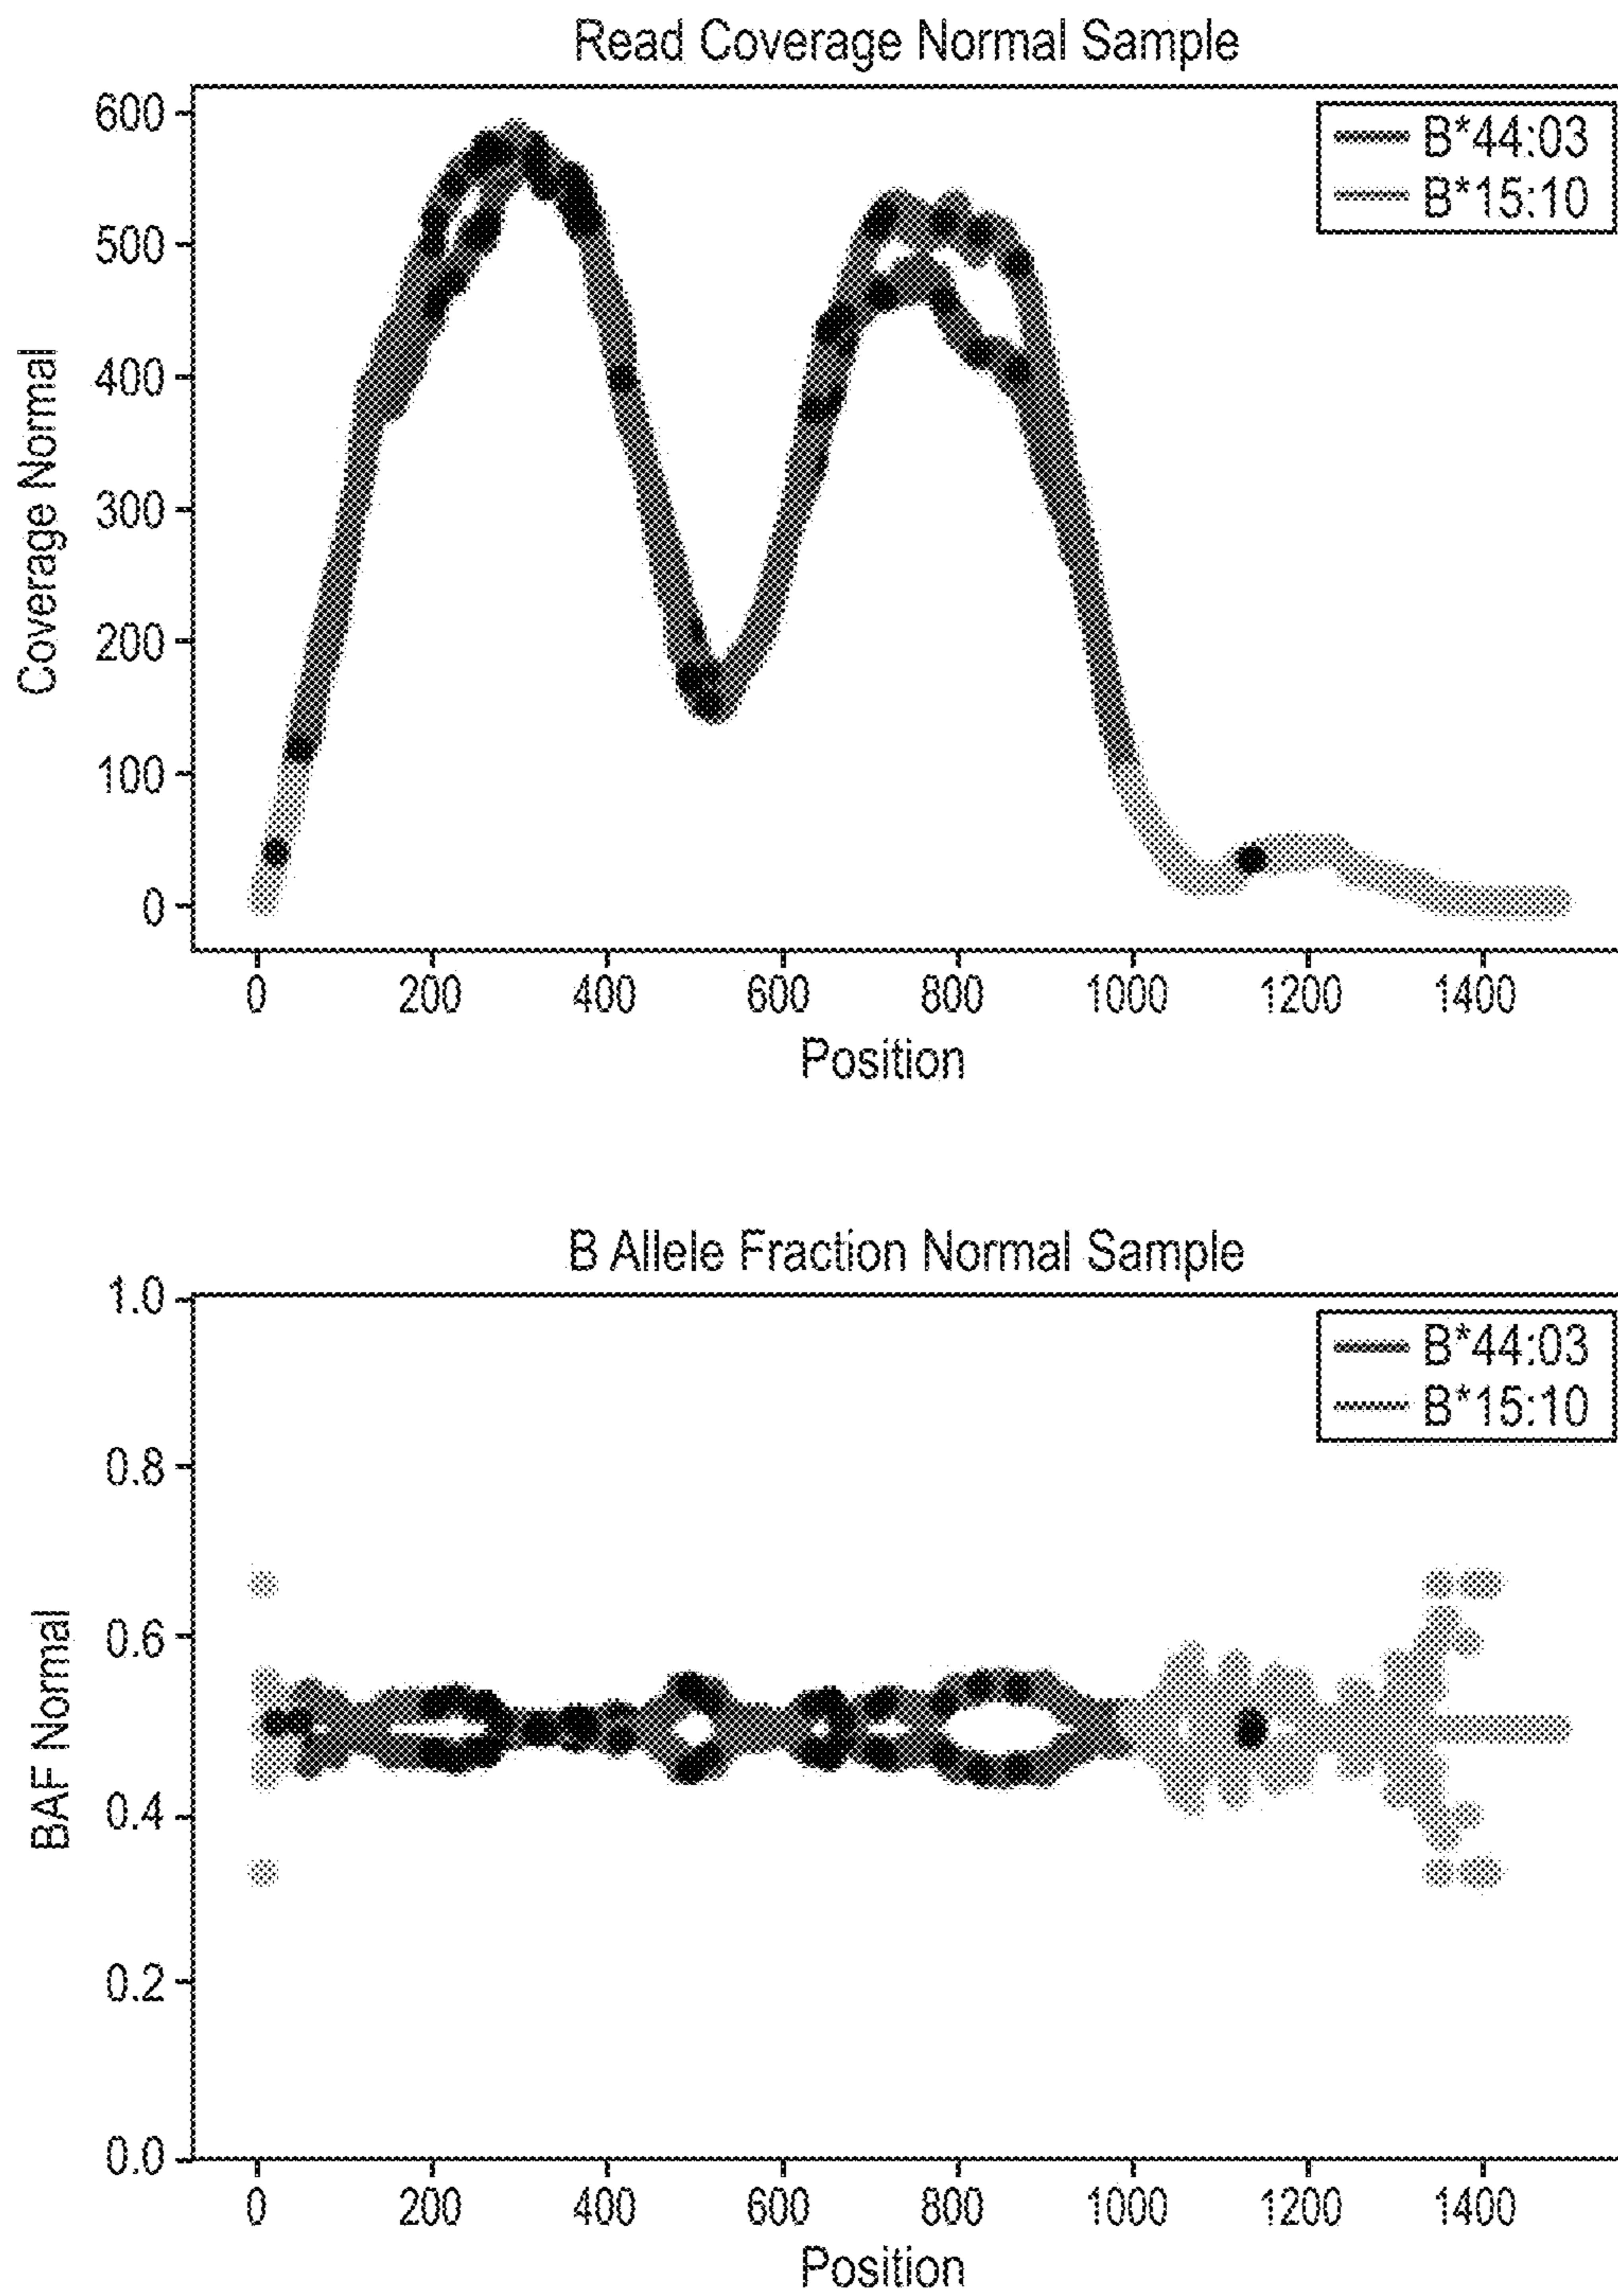 Read Coverage Normal Sample
600
500
400
300
200
100
0
Coverage Normal
B*44:03
B*15:10
0 200 400 600 800 1000 1200 1400
Position
B Allele Fraction Normal Sample
1.0
0.8
0.6
0.4
0.2
0.0
BAF Normal
B*44:03
B*15:10
0 200 400 600 800 1000 1200 1400
Position